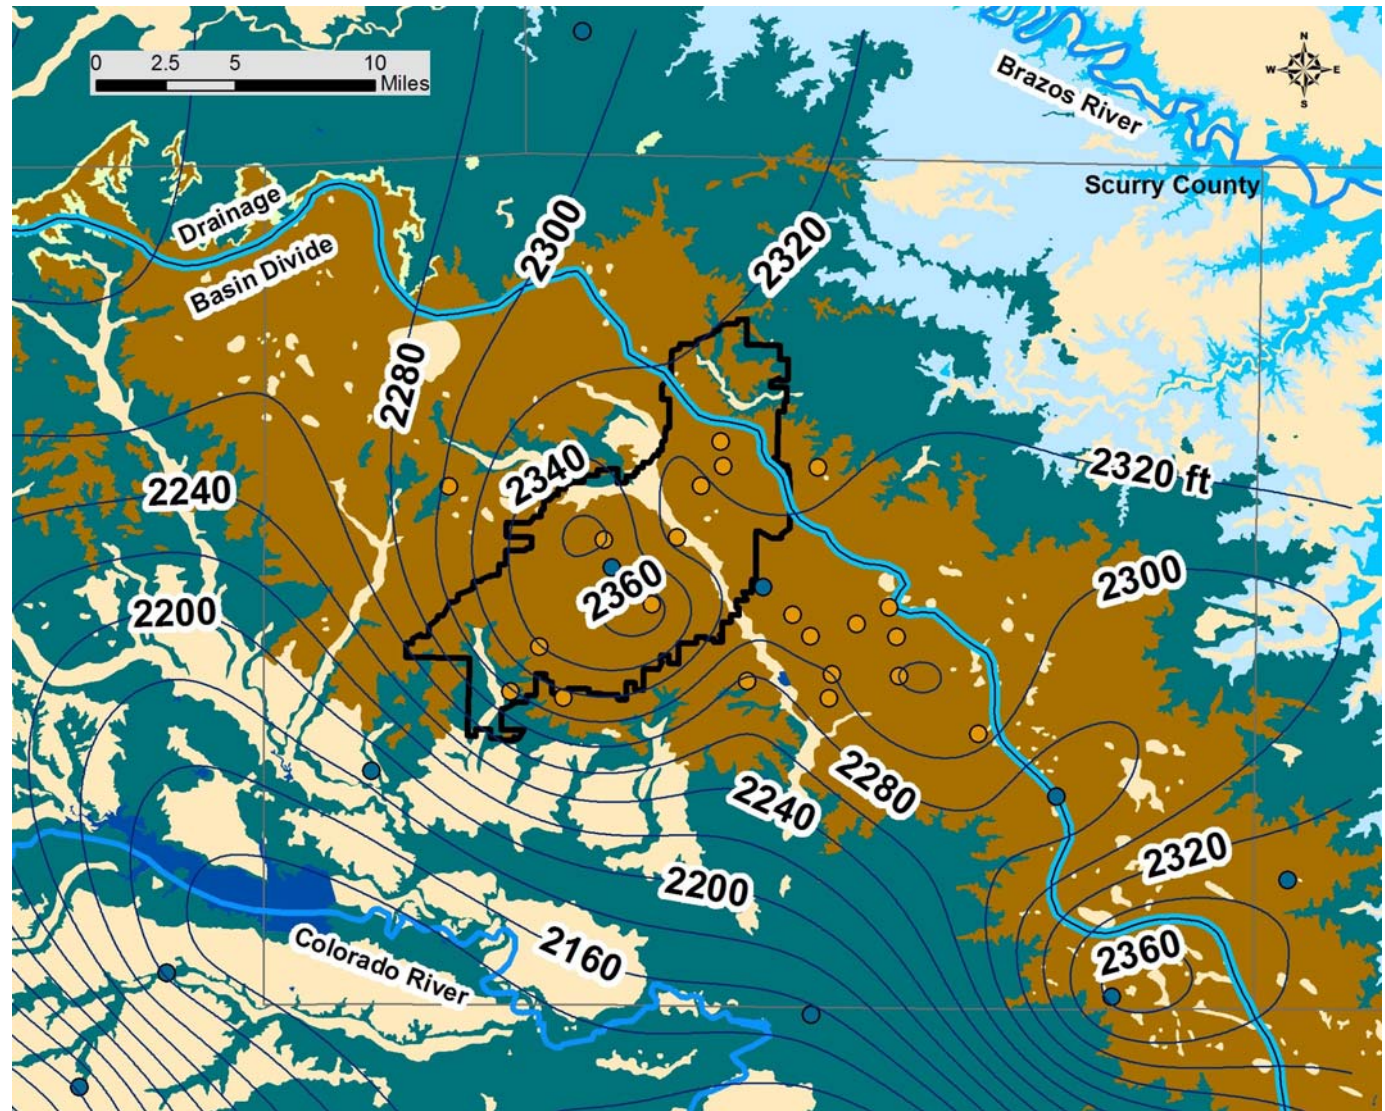 0 2.5 5 10
Miles
N
W E
S
Brazos River
Scurry County
Drainage
Basin Divide
2300
2320
2280
2340
2320 ft
2240
2360
2300
2200
2280
2240
2320
2200
2360
2160
Colorado River